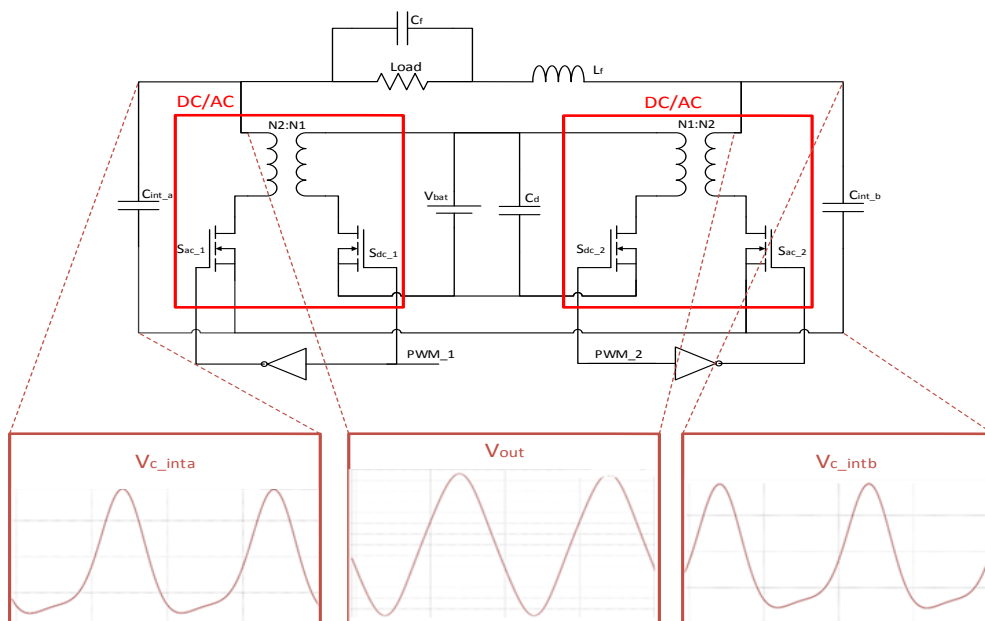 Cf
Load
Lf
DC/AC
DC/AC
N2:N1
N1:N2
Cint_a
Vbat
Cd
Cint_b
Sac_1
Sdc_1
Sdc_2
Sac_2
PWM_1
PWM_2
Vc_inta
Vout
Vc_intb